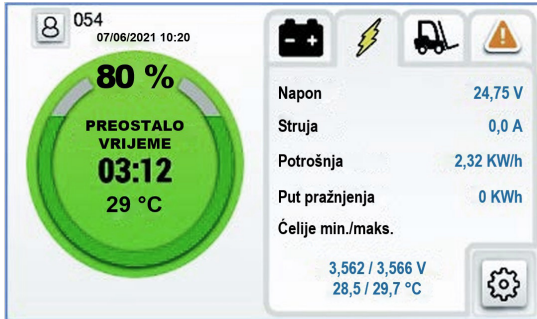 054
07/06/2021 10:20
80 %
PREOSTALO
VRIJEME
03:12
29 °C
Napon 24,75 V
Struja 0,0 A
Potrošnja 2,32 KW/h
Put pražnjenja 0 KWh
Ćelije min./maks.
3,562 / 3,566 V
28,5 / 29,7 °C